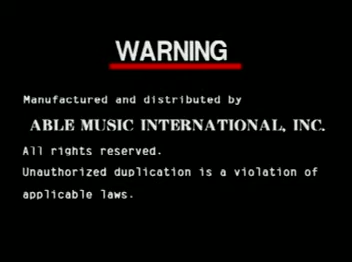 WARNING
Manufactured and distributed by
ABLE MUSIC INTERNATIONAL, INC.
All rights reserved.
Unauthorized duplication is a violation of
applicable laws.